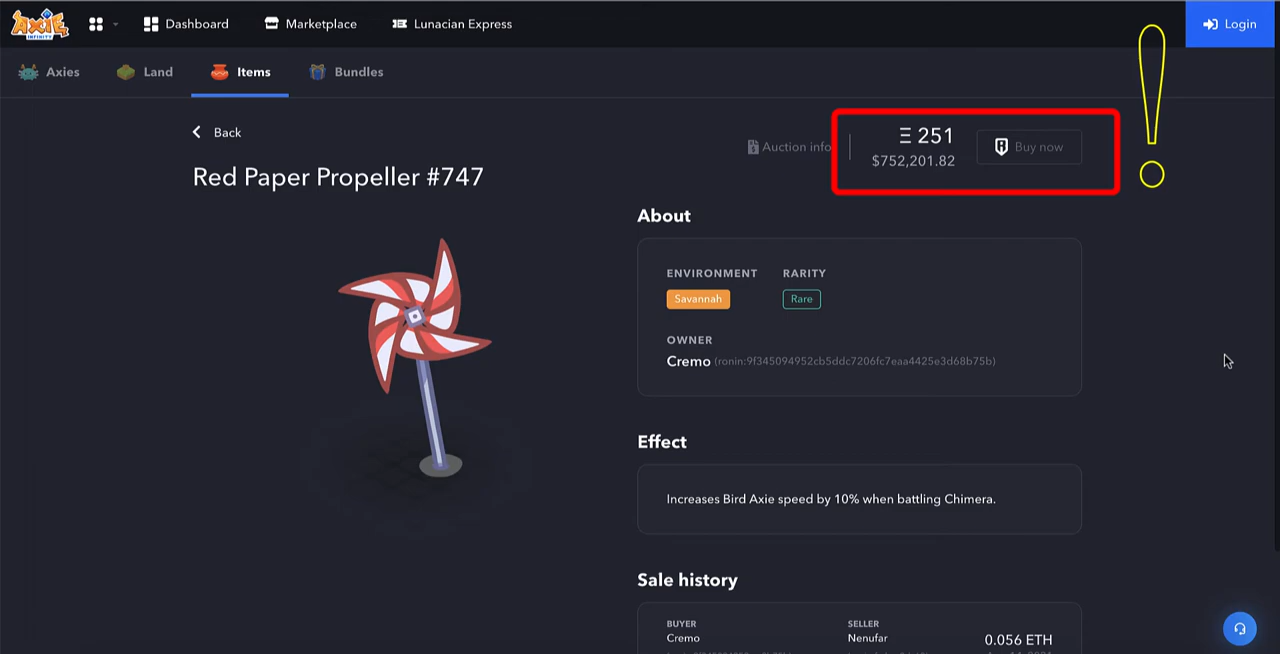 AXIE
INFINITY
Dashboard
Marketplace
Lunacian Express
Login
Axies
Land
Items
Bundles
Back
Auction info
Ξ 251
$752,201.82
Buy now
Red Paper Propeller #747
About
ENVIRONMENT
RARITY
Savannah
Rare
OWNER
Cremo (ronin:9f345094952cb5ddc7206fc7eaa4425e3d68b75b)
Effect
Increases Bird Axie speed by 10% when battling Chimera.
Sale history
BUYER
SELLER
Cremo
Nenufar
0.056 ETH